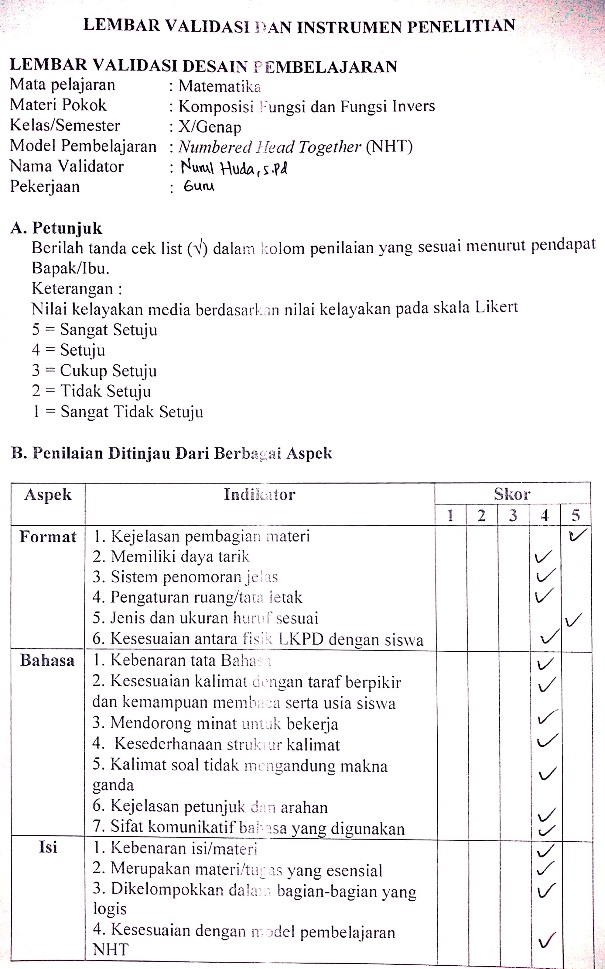 LEMBAR VALIDASI DAN INSTRUMEN PENELITIAN
LEMBAR VALIDASI DESAIN PEMBELAJARAN
Mata pelajaran : Matematika
Materi Pokok : Komposisi Fungsi dan Fungsi Invers
Kelas/Semester : X/Genap
Model Pembelajaran : Numbered Head Together (NHT)
Nama Validator : Nurul Huda, S.Pd
Pekerjaan : Guru
A. Petunjuk
Berilah tanda cek list (√) dalam kolom penilaian yang sesuai menurut pendapat
Bapak/Ibu.
Keterangan :
Nilai kelayakan media berdasarkan nilai kelayakan pada skala Likert
5 = Sangat Setuju
4 = Setuju
3 = Cukup Setuju
2 = Tidak Setuju
1 = Sangat Tidak Setuju
B. Penilaian Ditinjau Dari Berbagai Aspek
Aspek Indikator Skor
1 2 3 4 5
Format 1. Kejelasan pembagian materi ✓
2. Memiliki daya tarik ✓
3. Sistem penomoran jelas ✓
4. Pengaturan ruang/tata letak ✓
5. Jenis dan ukuran huruf sesuai ✓
6. Kesesuaian antara fisik LKPD dengan siswa ✓
Bahasa 1. Kebenaran tata Bahasa ✓
2. Kesesuaian kalimat dengan taraf berpikir ✓
dan kemampuan membaca serta usia siswa
3. Mendorong minat untuk bekerja ✓
4. Kesederhanaan struktur kalimat ✓
5. Kalimat soal tidak mengandung makna ✓
ganda
6. Kejelasan petunjuk dan arahan ✓
7. Sifat komunikatif bahasa yang digunakan ✓
Isi 1. Kebenaran isi/materi ✓
2. Merupakan materi/tugas yang esensial ✓
3. Dikelompokkan dalam bagian-bagian yang ✓
logis
4. Kesesuaian dengan model pembelajaran ✓
NHT